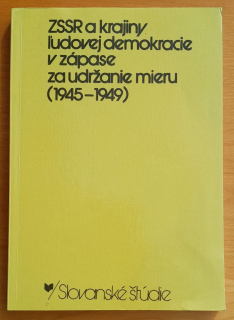 ZSSR a krajiny
ľudovej demokracie
v zápase
za udržanie mieru
(1945–1949)
Slovanské štúdie